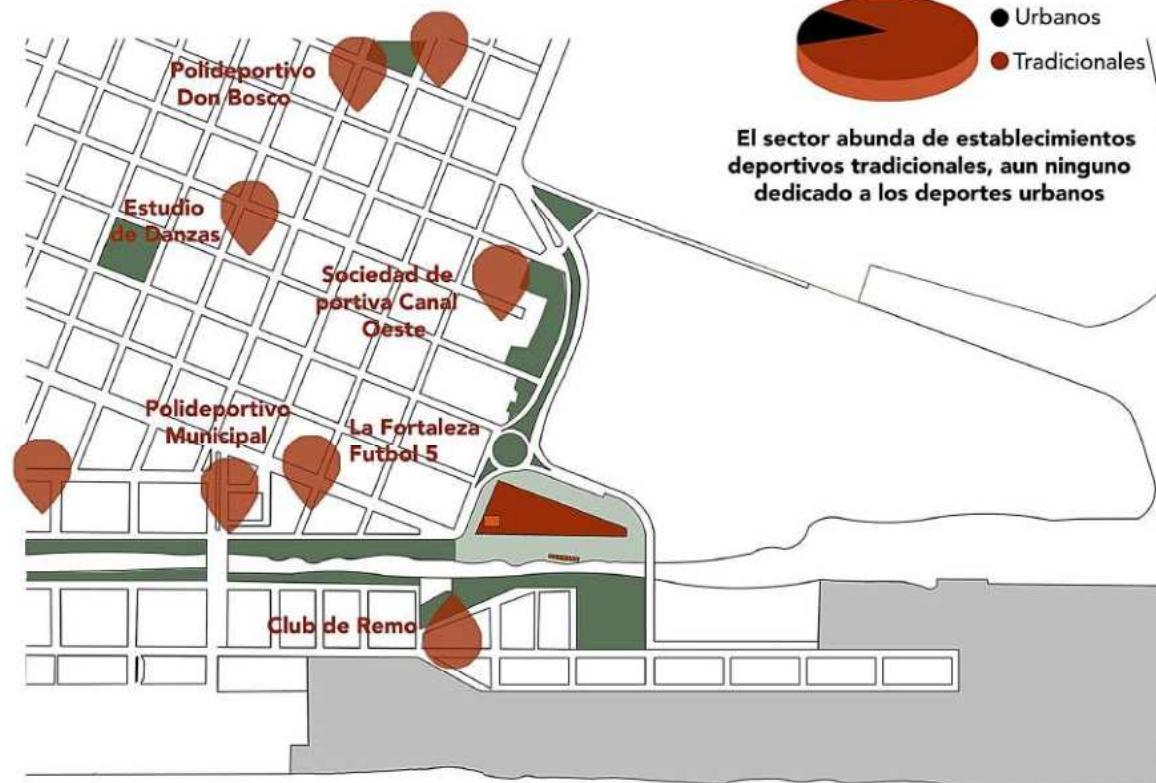 Urbanos
Tradicionales
El sector abunda de establecimientos
deportivos tradicionales, aun ninguno
dedicado a los deportes urbanos
Polideportivo
Don Bosco
Estudio
de Danzas
Sociedad de
portiva Canal
Oeste
Polideportivo
Municipal
La Fortaleza
Futbol 5
Club de Remo